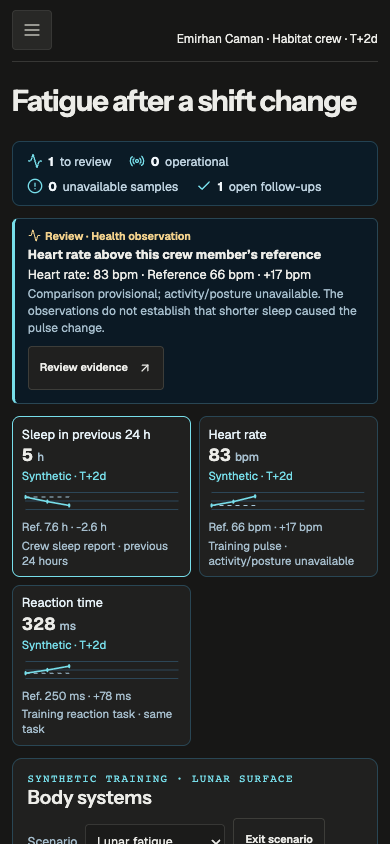 Emirhan Caman · Habitat crew · T+2d
Fatigue after a shift change
1 to review 0 operational
0 unavailable samples 1 open follow-ups
Review · Health observation
Heart rate above this crew member's reference
Heart rate: 83 bpm · Reference 66 bpm · +17 bpm
Comparison provisional; activity/posture unavailable. The
observations do not establish that shorter sleep caused the
pulse change.
Review evidence
Sleep in previous 24 h
5 h
Synthetic · T+2d
Ref. 7.6 h · -2.6 h
Crew sleep report · previous
24 hours
Heart rate
83 bpm
Synthetic · T+2d
Ref. 66 bpm · +17 bpm
Training pulse ·
activity/posture unavailable
Reaction time
328 ms
Synthetic · T+2d
Ref. 250 ms · +78 ms
Training reaction task · same
task
SYNTHETIC TRAINING · LUNAR SURFACE
Body systems
Scenario Lunar fatigue Exit scenario